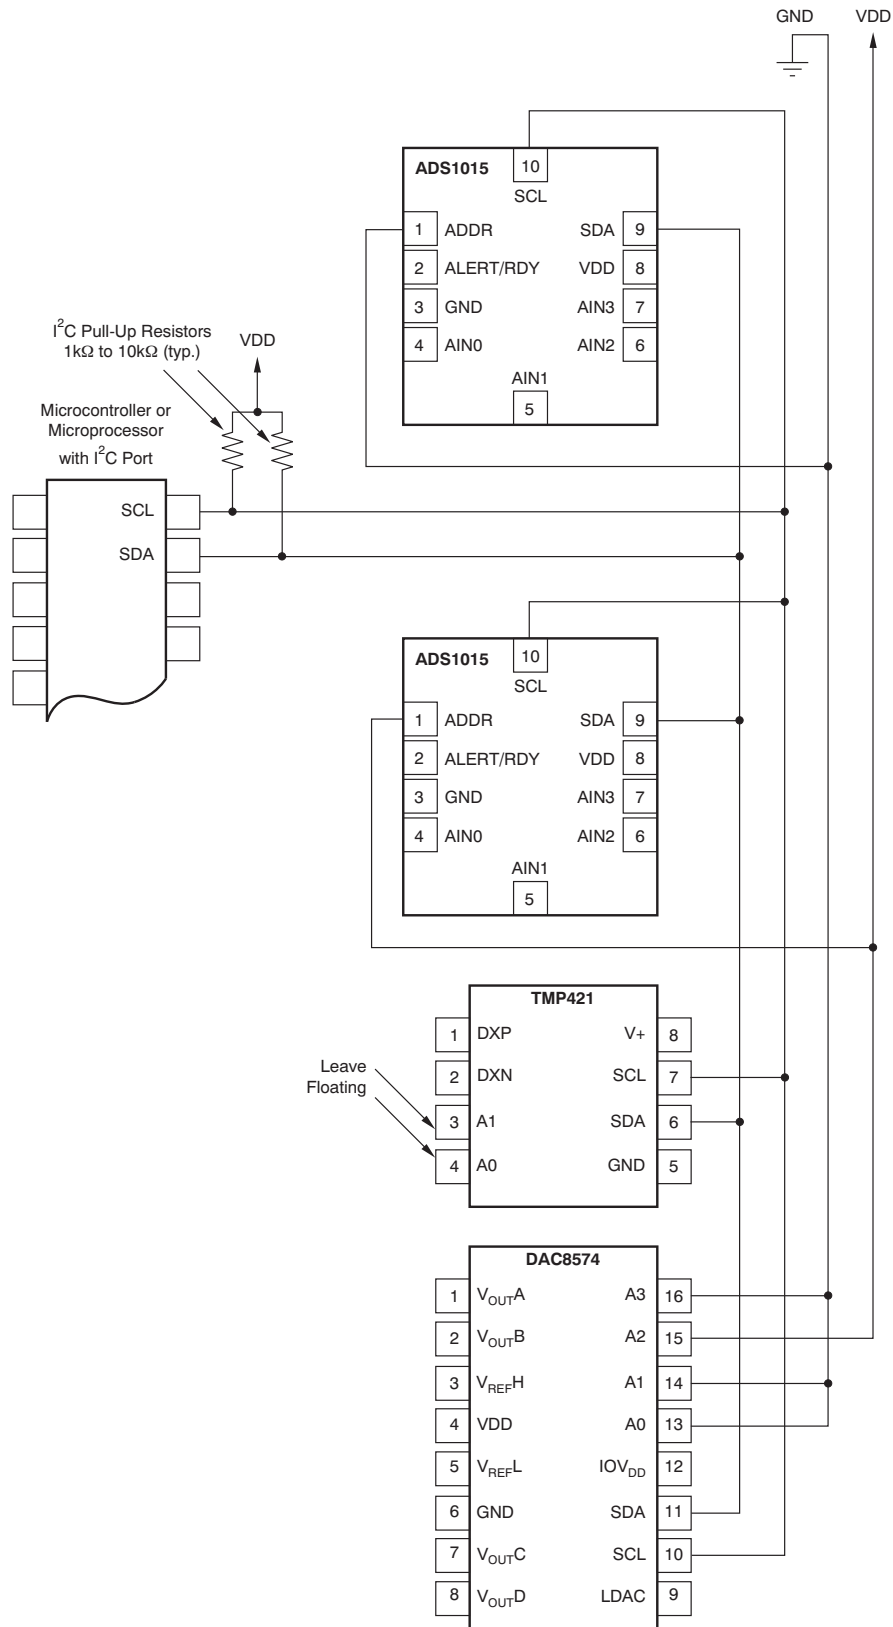 GND VDD
ADS1015
10
SCL
1 ADDR SDA 9
2 ALERT/RDY VDD 8
3 GND AIN3 7
4 AIN0 AIN2 6
AIN1
5
I²C Pull-Up Resistors
1kΩ to 10kΩ (typ.)
VDD
Microcontroller or
Microprocessor
with I²C Port
SCL
SDA
ADS1015
10
SCL
1 ADDR SDA 9
2 ALERT/RDY VDD 8
3 GND AIN3 7
4 AIN0 AIN2 6
AIN1
5
TMP421
1 DXP V+ 8
2 DXN SCL 7
3 A1 SDA 6
4 A0 GND 5
Leave
Floating
DAC8574
1 VOUTA A3 16
2 VOUTB A2 15
3 VREFH A1 14
4 VDD A0 13
5 VREFL IOVDD 12
6 GND SDA 11
7 VOUTC SCL 10
8 VOUTD LDAC 9